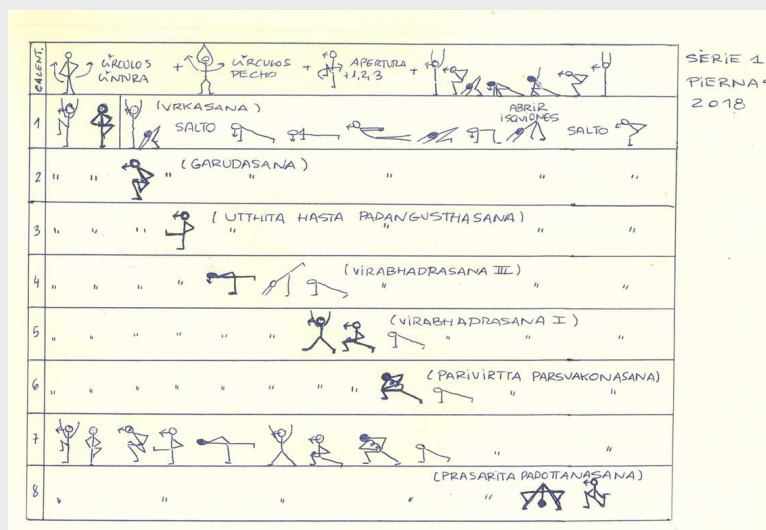 SERIE 1
PIERNAS
2018
CALENT.
CÍRCULOS CINTURA + CÍRCULOS PECHO + APERTURA +1,2,3 +
1 (VRKASANA) SALTO ABRIR ISQUIONES SALTO
2 " " (GARUDASANA) " " " " "
3 " " " (UTTHITA HASTA PADANGUSTHASANA) " " " "
4 " " " " (VIRABHADRASANA III) " " "
5 " " " " " " (VIRABHADRASANA I) " " "
6 " " " " " " " (PARIVIRTTA PARSVAKONASANA) " "
7 " "
8 " " " " " (PRASARITA PADOTTANASANA)